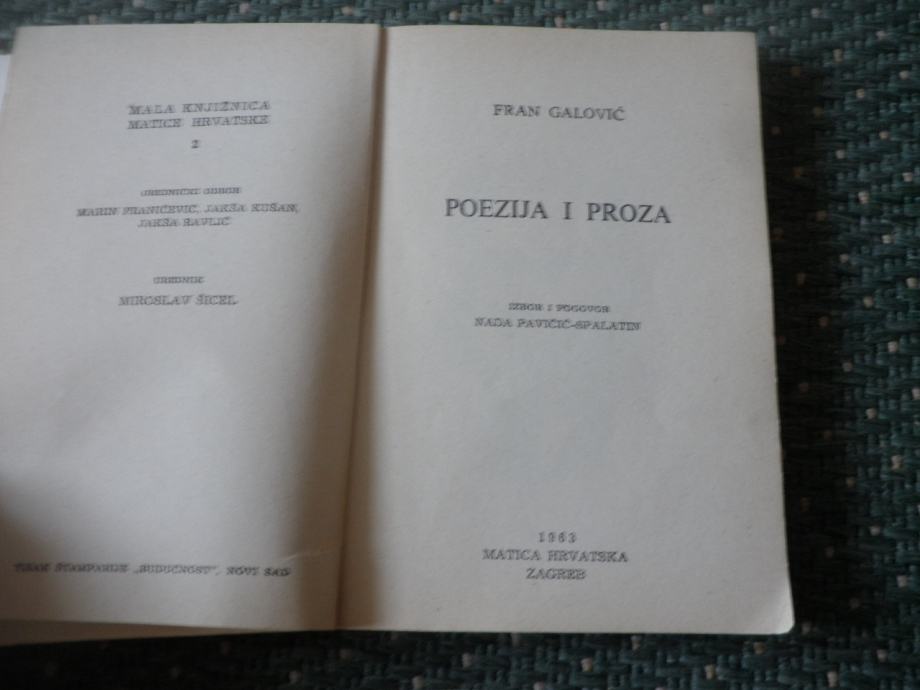 MALA KNJIŽNICA
MATICE HRVATSKE
2
UREDNIČKI ODBOR
MARIN FRANIČEVIĆ, JAKŠA KUŠAN,
JAKŠA RAVLIĆ
UREDNIK
MIROSLAV ŠICEL
TISAK ŠTAMPARIJE „BUDUĆNOST", NOVI SAD
FRAN GALOVIĆ
POEZIJA I PROZA
IZBOR I POGOVOR
NADA PAVIČIĆ-SPALATIN
1963
MATICA HRVATSKA
ZAGREB